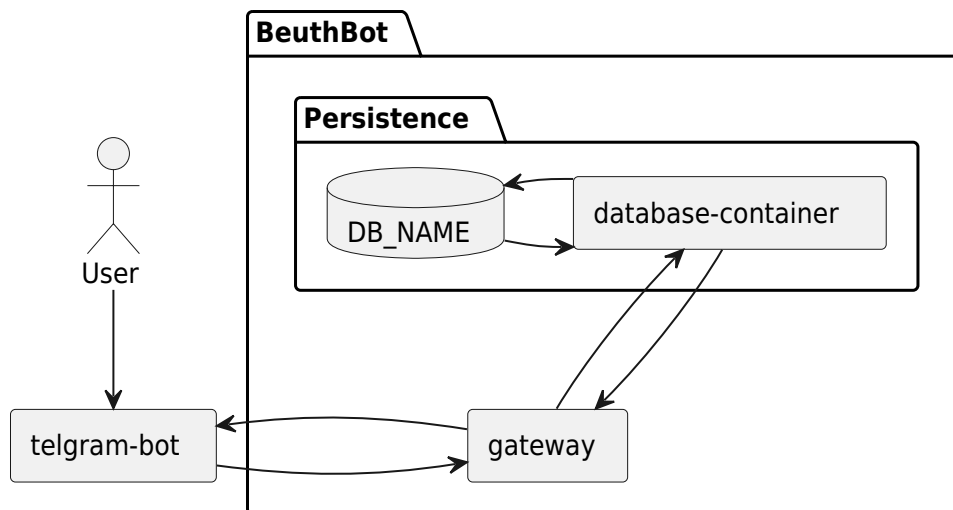 BeuthBot
Persistence
DB_NAME
database-container
User
telgram-bot
gateway